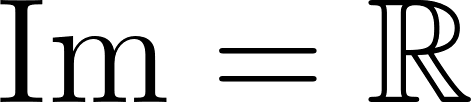 Im = ℝ